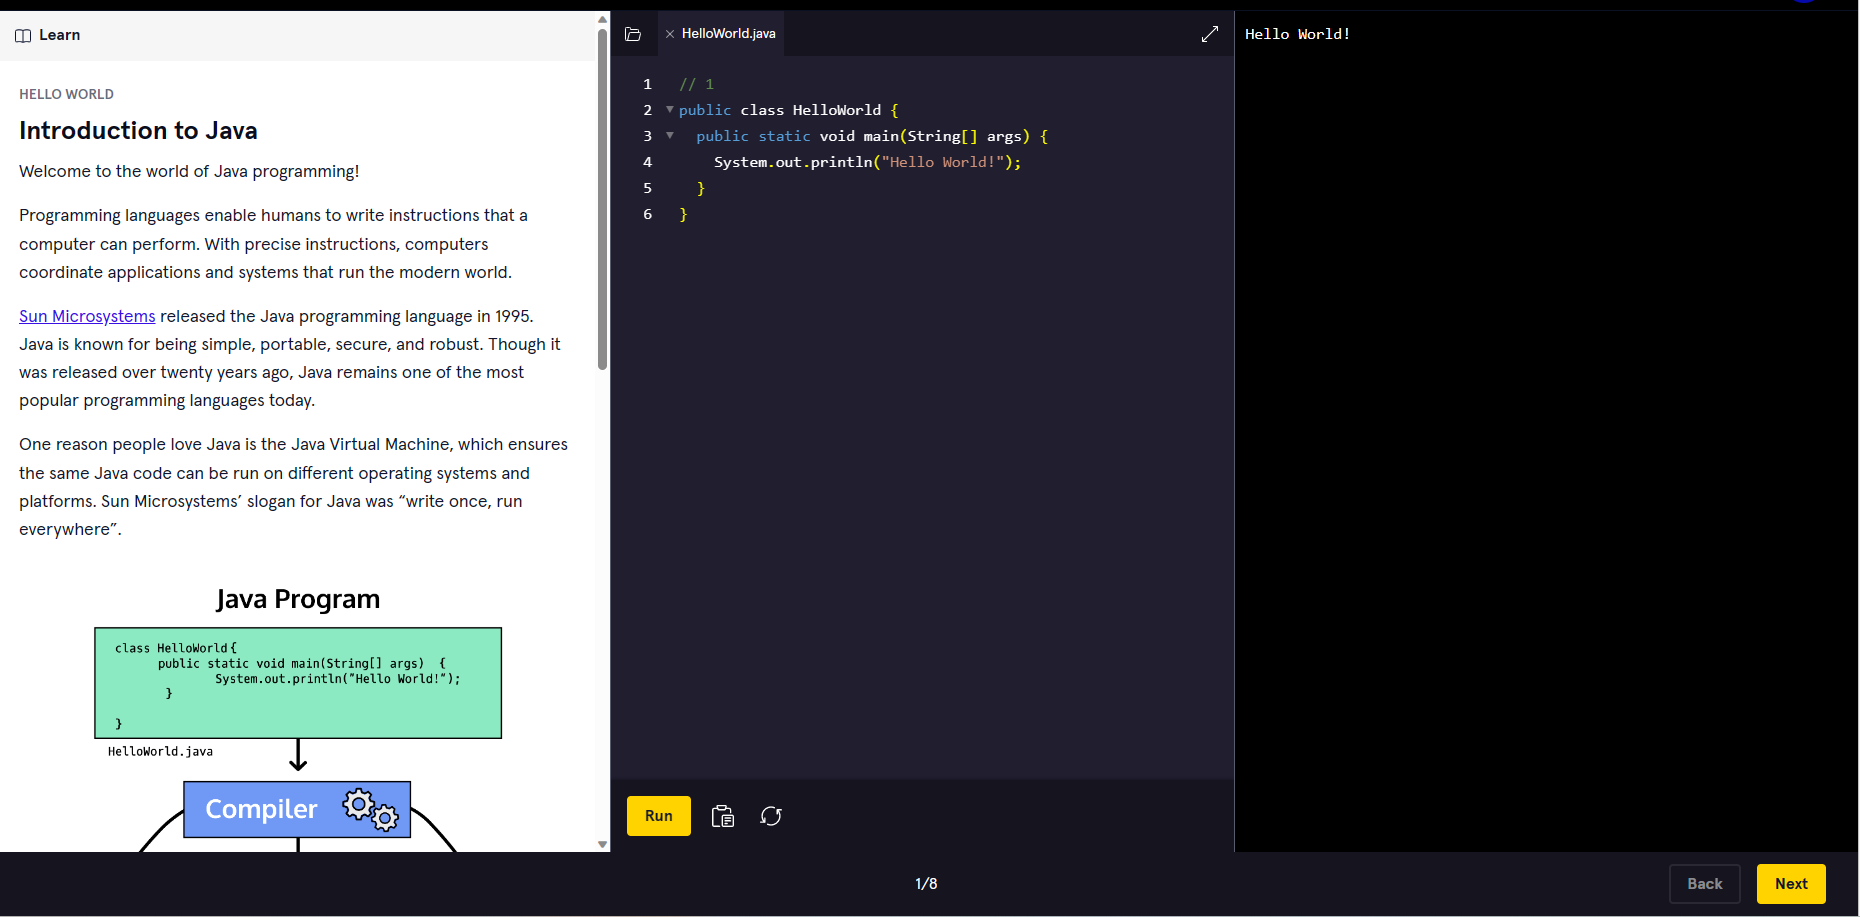 Learn
HELLO WORLD
Introduction to Java
Welcome to the world of Java programming!
Programming languages enable humans to write instructions that a
computer can perform. With precise instructions, computers
coordinate applications and systems that run the modern world.
Sun Microsystems released the Java programming language in 1995.
Java is known for being simple, portable, secure, and robust. Though it
was released over twenty years ago, Java remains one of the most
popular programming languages today.
One reason people love Java is the Java Virtual Machine, which ensures
the same Java code can be run on different operating systems and
platforms. Sun Microsystems’ slogan for Java was “write once, run
everywhere”.
Java Program
class HelloWorld{
public static void main(String[] args) {
System.out.println("Hello World!");
}
}
HelloWorld.java
Compiler
HelloWorld.java
1 // 1
2 public class HelloWorld {
3 public static void main(String[] args) {
4 System.out.println("Hello World!");
5 }
6 }
Run
Hello World!
1/8
Back
Next